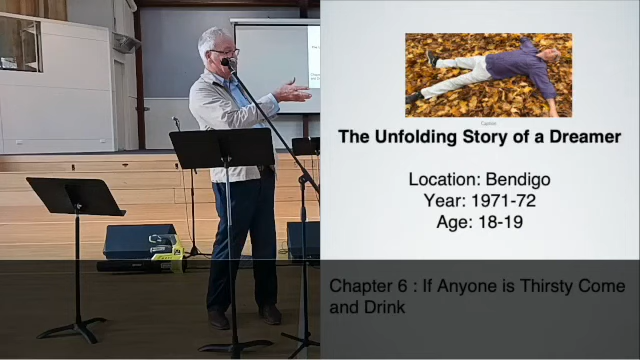 Caption
The Unfolding Story of a Dreamer
Location: Bendigo
Year: 1971-72
Age: 18-19
Chapter 6 : If Anyone is Thirsty Come
and Drink